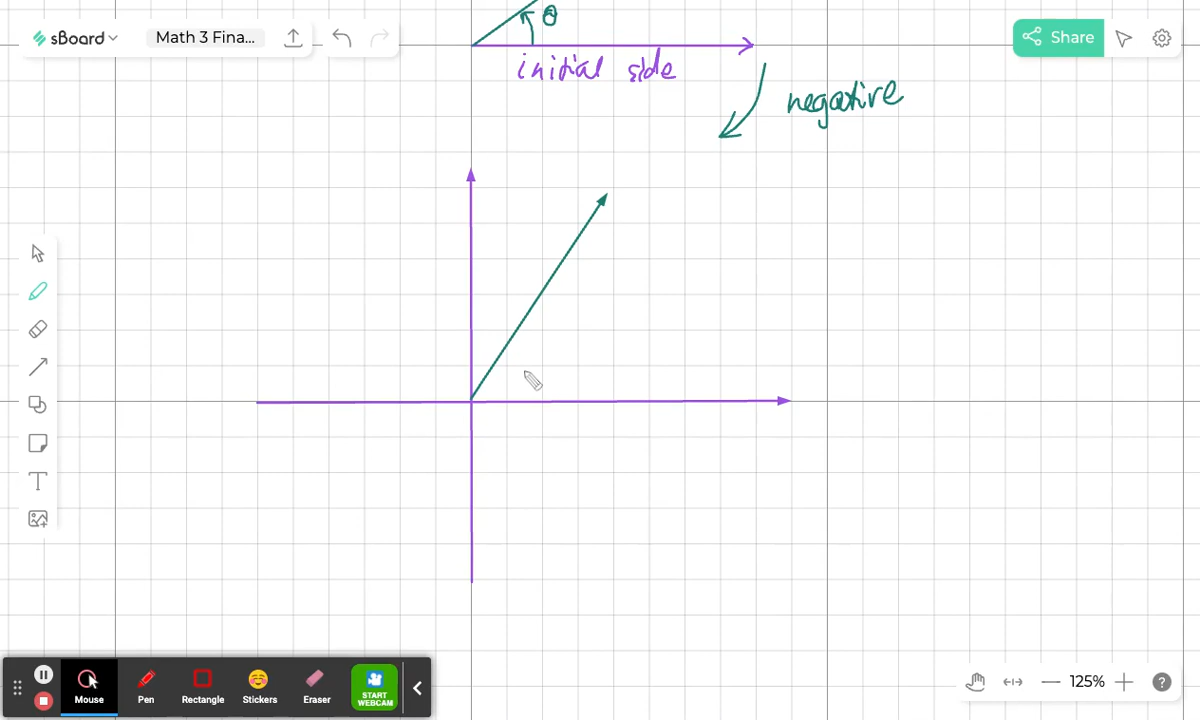 θ
sBoard
Math 3 Fina...
Share
initial side
negative
T
Mouse
Pen
Rectangle
Stickers
Eraser
START
WEBCAM
125%
?